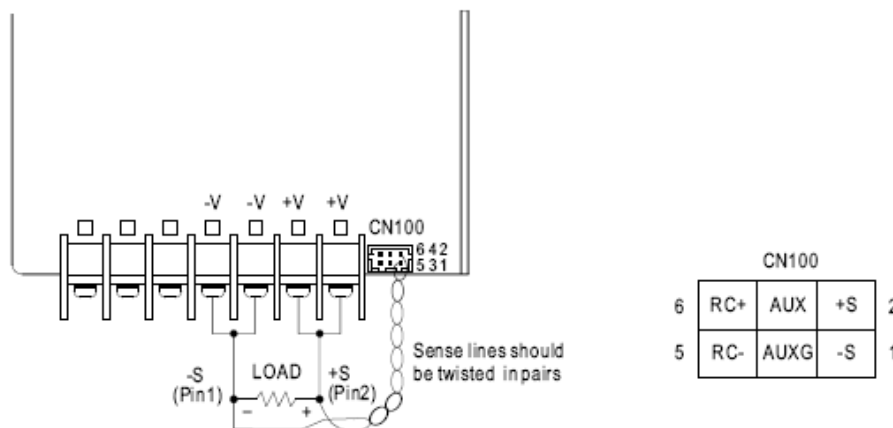 -V -V +V +V
CN100
6 4 2
5 3 1
Sense lines should
be twisted in pairs
-S
(Pin1)
LOAD
+S
(Pin2)
– +
CN100
6 RC+ AUX +S 2
5 RC- AUXG -S 1